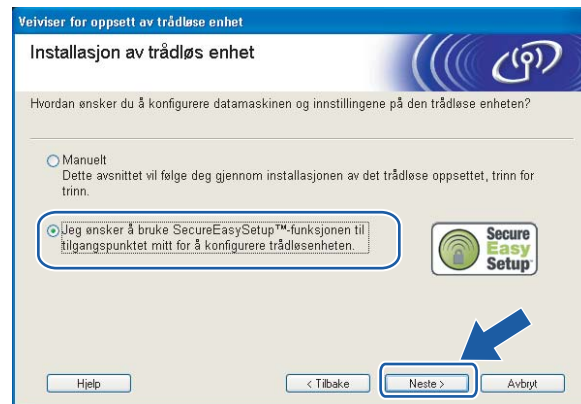 Veiviser for oppsett av trådløse enhet
Installasjon av trådløs enhet
Hvordan ønsker du å konfigurere datamaskinen og innstillingene på den trådløse enheten?
Manuelt
Dette avsnittet vil følge deg gjennom installasjonen av det trådløse oppsettet, trinn for
trinn.
Jeg ønsker å bruke SecureEasySetup™-funksjonen til
tilgangspunktet mitt for å konfigurere trådløsenheten.
Secure
Easy
Setup
Hjelp
< Tilbake
Neste >
Avbryt